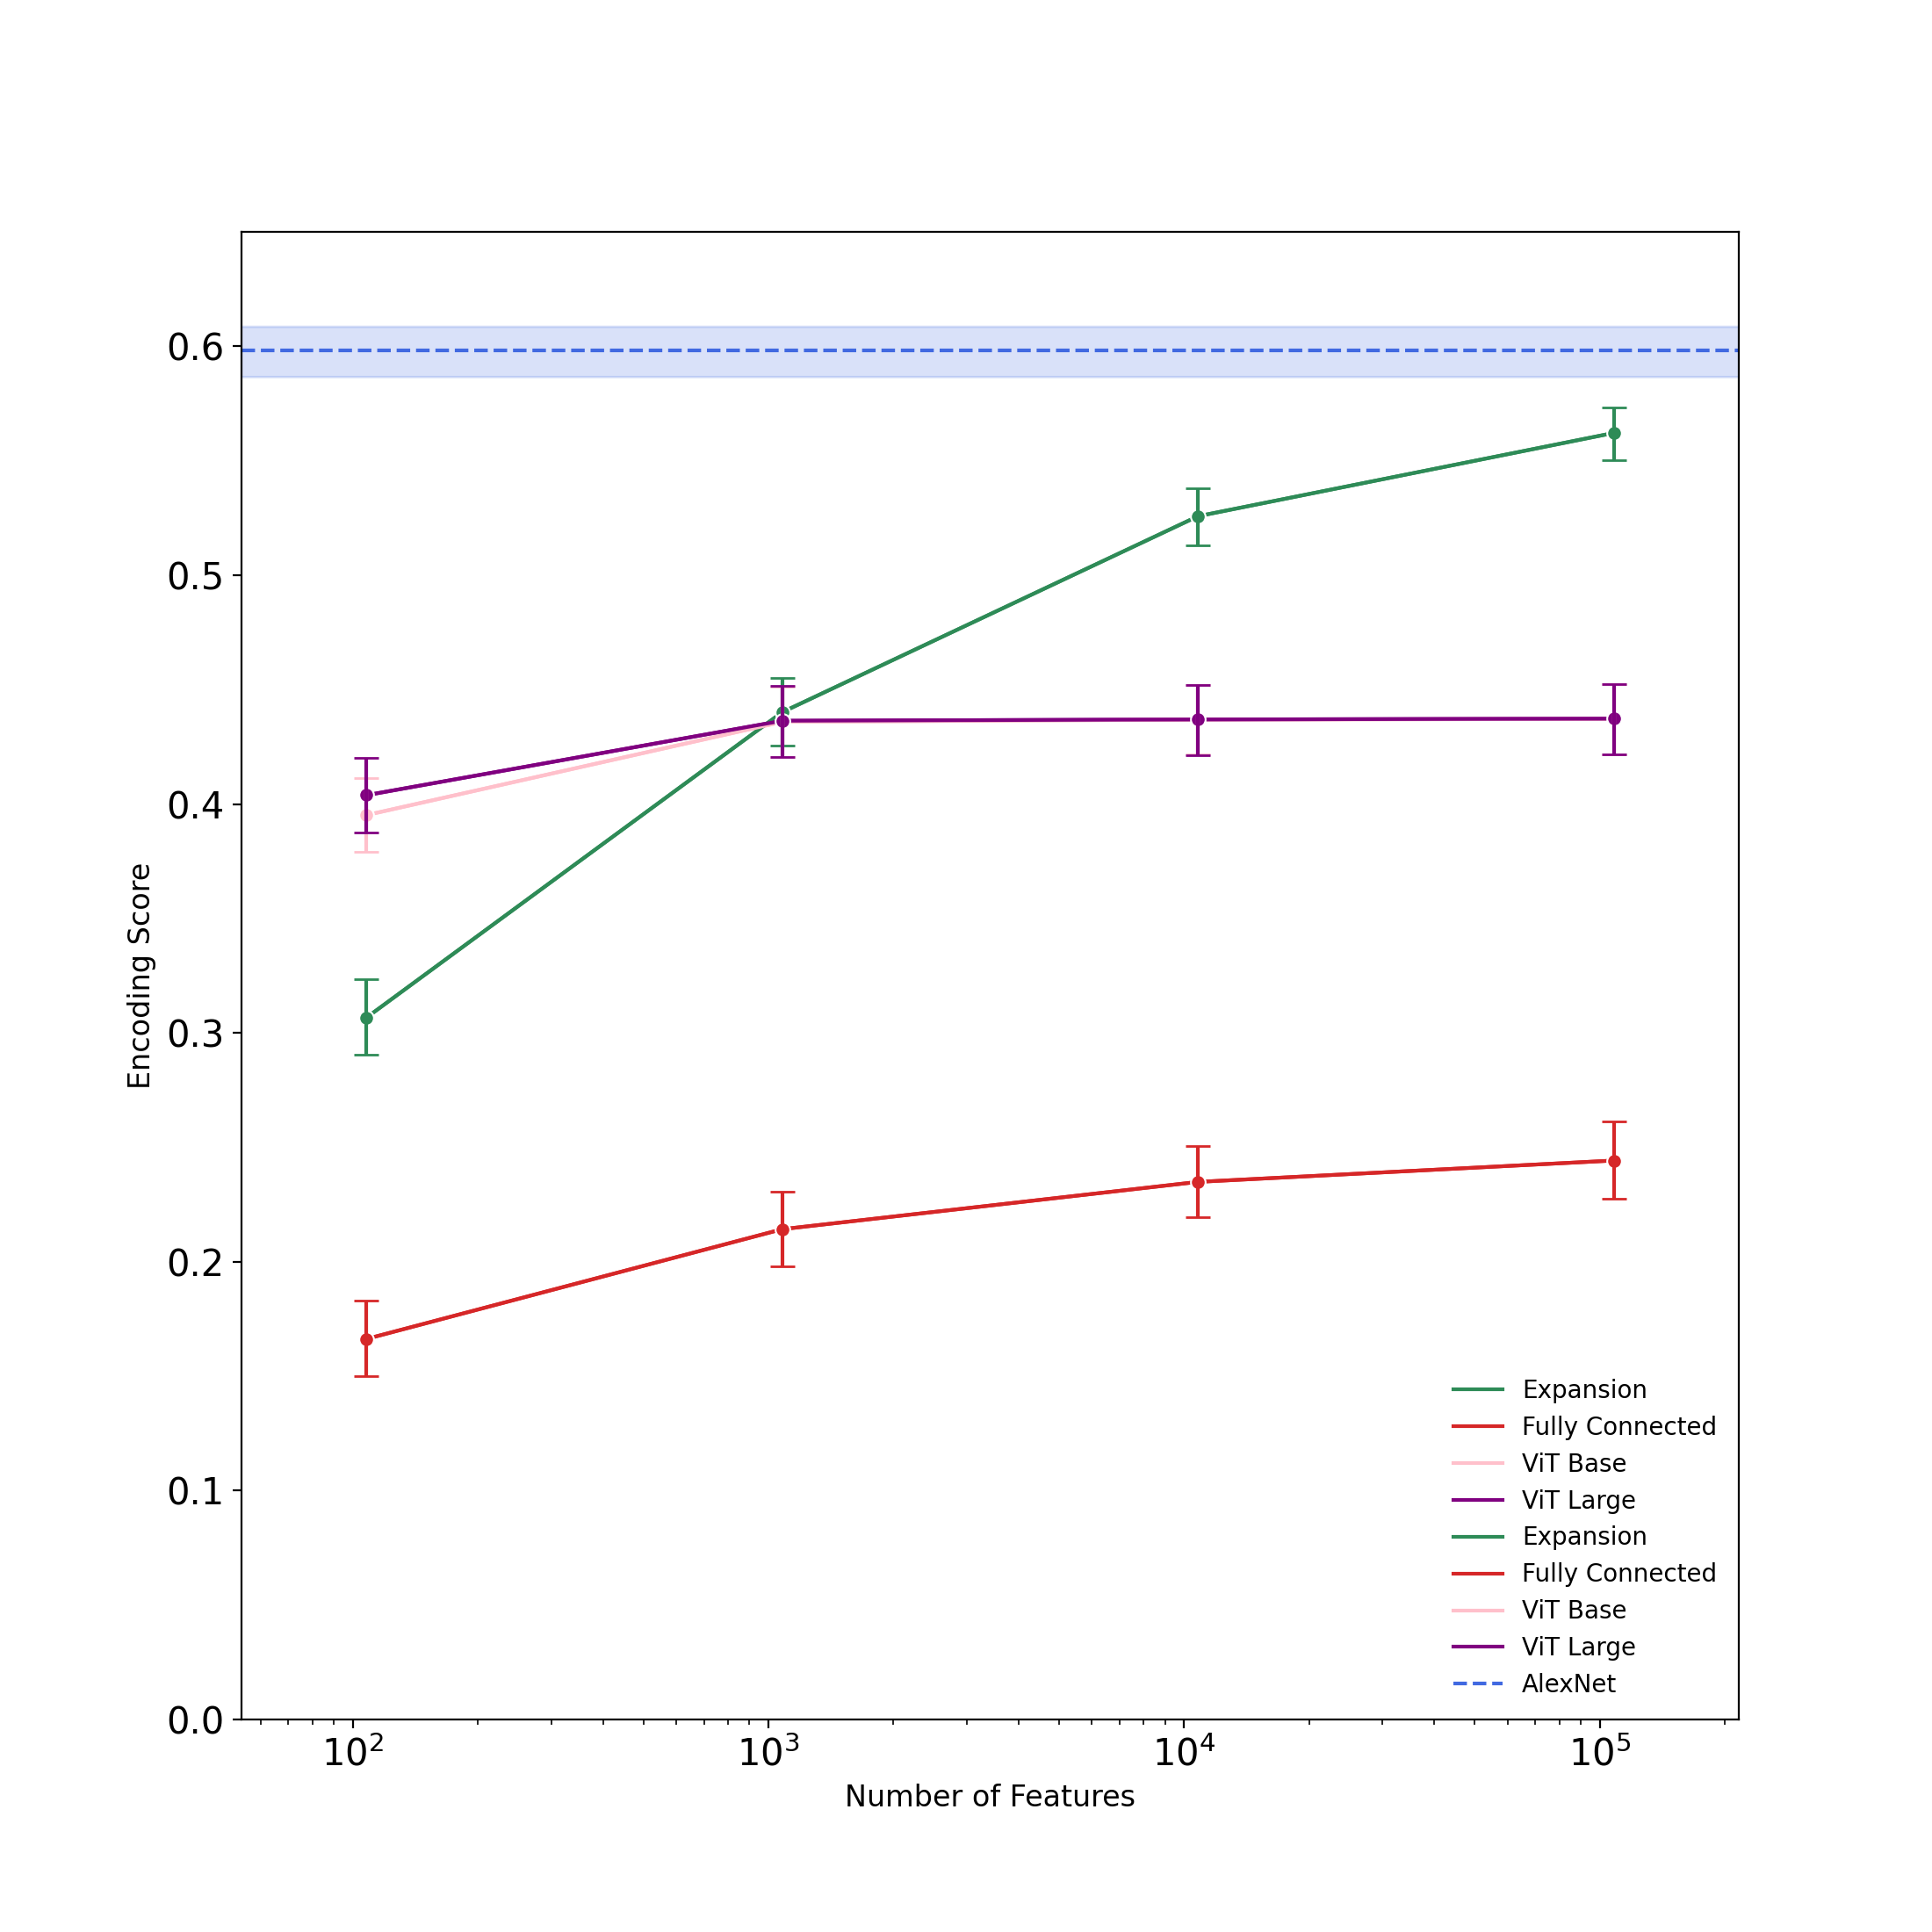 0.6
0.5
0.4
0.3
0.2
0.1
0.0
Encoding Score
10²
10³
10⁴
10⁵
Number of Features
Expansion
Fully Connected
ViT Base
ViT Large
Expansion
Fully Connected
ViT Base
ViT Large
AlexNet